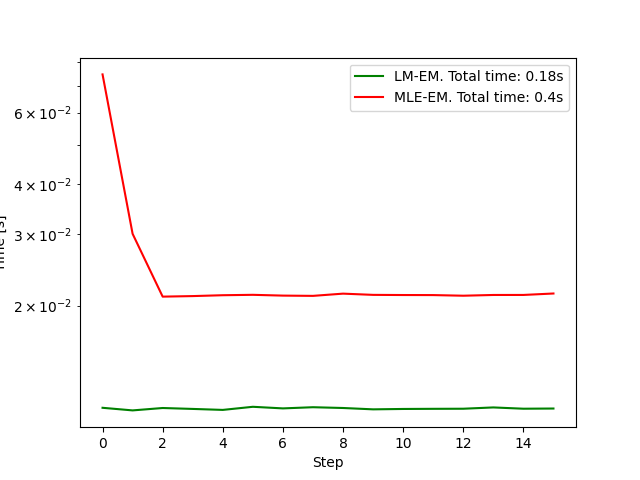 LM-EM. Total time: 0.18s
MLE-EM. Total time: 0.4s
6 × 10⁻²
4 × 10⁻²
3 × 10⁻²
2 × 10⁻²
[s]
0 2 4 6 8 10 12 14
Step